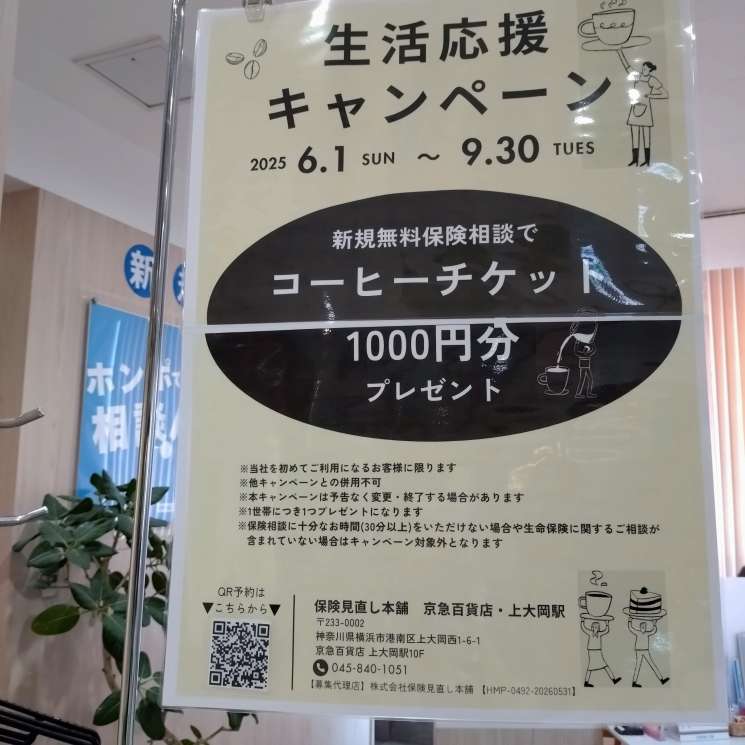 生活応援
キャンペーン
2025 6.1 SUN ～ 9.30 TUES
新規無料保険相談で
コーヒーチケット
1000円分
プレゼント
※当社を初めてご利用になるお客様に限ります
※他キャンペーンとの併用不可
※本キャンペーンは予告なく変更・終了する場合があります
※1世帯につき1つプレゼントになります
※保険相談に十分なお時間(30分以上)をいただけない場合や生命保険に関するご相談が
含まれていない場合はキャンペーン対象外となります
QR予約は
▼こちらから▼
保険見直し本舗 京急百貨店・上大岡駅
〒233-0002
神奈川県横浜市港南区上大岡西1-6-1
京急百貨店 上大岡駅10F
045-840-1051
【募集代理店】株式会社保険見直し本舗 【HMP-0492-20260531】
新
ホンポ
相談